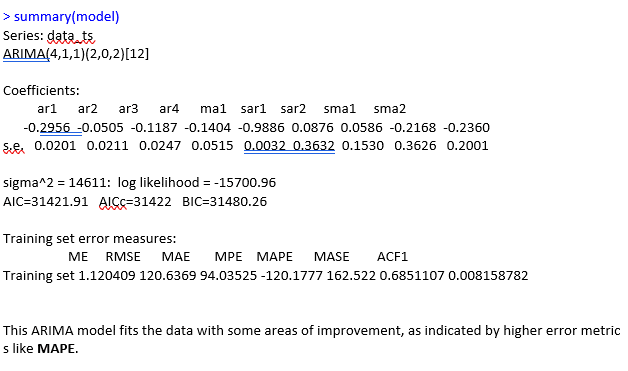 > summary(model)
Series: data_ts
ARIMA(4,1,1)(2,0,2)[12]
Coefficients:
ar1 ar2 ar3 ar4 ma1 sar1 sar2 sma1 sma2
-0.2956 -0.0505 -0.1187 -0.1404 -0.9886 0.0876 0.0586 -0.2168 -0.2360
s.e. 0.0201 0.0211 0.0247 0.0515 0.0032 0.3632 0.1530 0.3626 0.2001
sigma^2 = 14611: log likelihood = -15700.96
AIC=31421.91 AICc=31422 BIC=31480.26
Training set error measures:
ME RMSE MAE MPE MAPE MASE ACF1
Training set 1.120409 120.6369 94.03525 -120.1777 162.522 0.6851107 0.008158782
This ARIMA model fits the data with some areas of improvement, as indicated by higher error metric
s like MAPE.